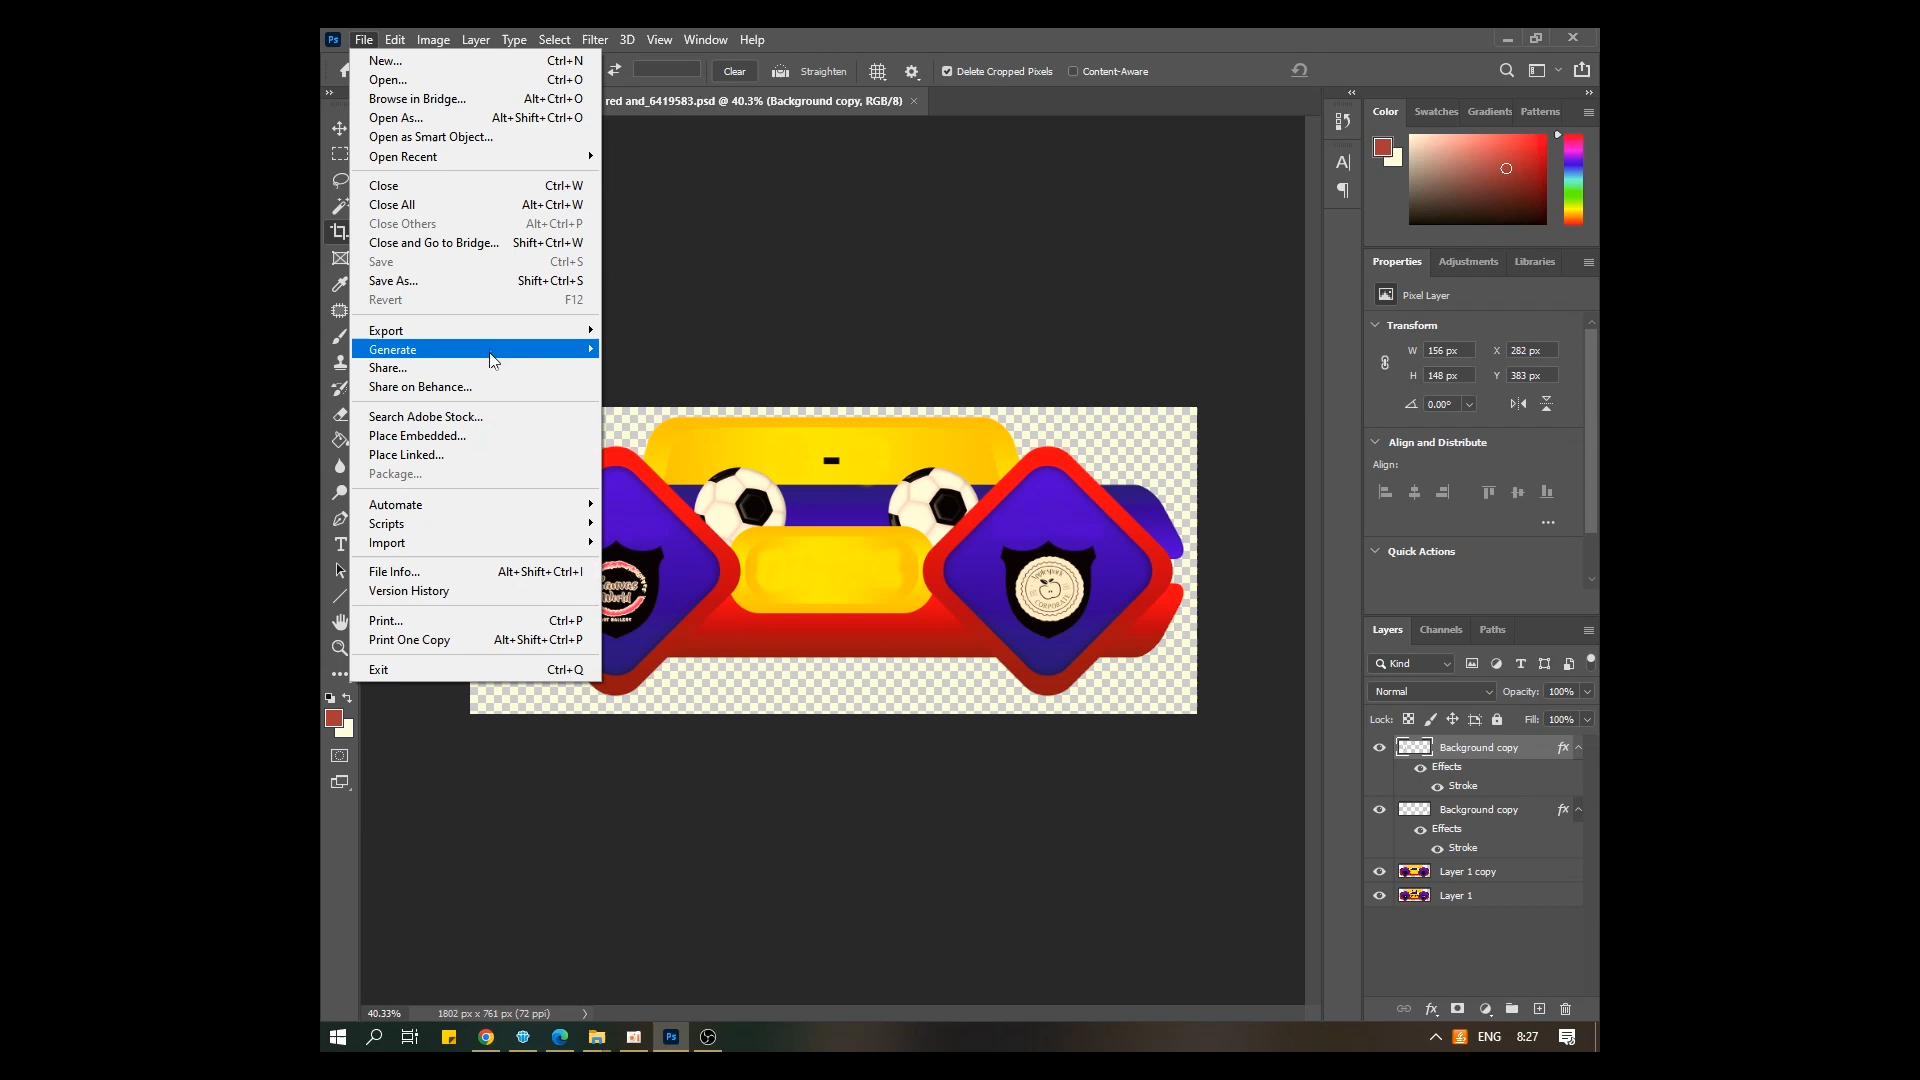 Ps File Edit Image Layer Type Select Filter 3D View Window Help
New... Ctrl+N
Open... Ctrl+O
Browse in Bridge... Alt+Ctrl+O
Open As... Alt+Shift+Ctrl+O
Open as Smart Object...
Open Recent
Close Ctrl+W
Close All Alt+Ctrl+W
Close Others Alt+Ctrl+P
Close and Go to Bridge... Shift+Ctrl+W
Save Ctrl+S
Save As... Shift+Ctrl+S
Revert F12
Export
Generate
Share...
Share on Behance...
Search Adobe Stock...
Place Embedded...
Place Linked...
Package...
Automate
Scripts
Import
File Info... Alt+Shift+Ctrl+I
Version History
Print... Ctrl+P
Print One Copy Alt+Shift+Ctrl+P
Exit Ctrl+Q
Clear Straighten Delete Cropped Pixels Content-Aware
red and_6419583.psd @ 40.3% (Background copy, RGB/8)
Canvas
World
CORPORATE
Color Swatches Gradients Patterns
Properties Adjustments Libraries
Pixel Layer
Transform
W 156 px X 282 px
H 148 px Y 383 px
0.00°
Align and Distribute
Align:
Quick Actions
Layers Channels Paths
Kind
Normal Opacity: 100%
Lock: Fill: 100%
Background copy fx
Effects
Stroke
Background copy fx
Effects
Stroke
Layer 1 copy
Layer 1
fx
40.33% 1802 px x 761 px (72 ppi)
Ps
ENG 8:27